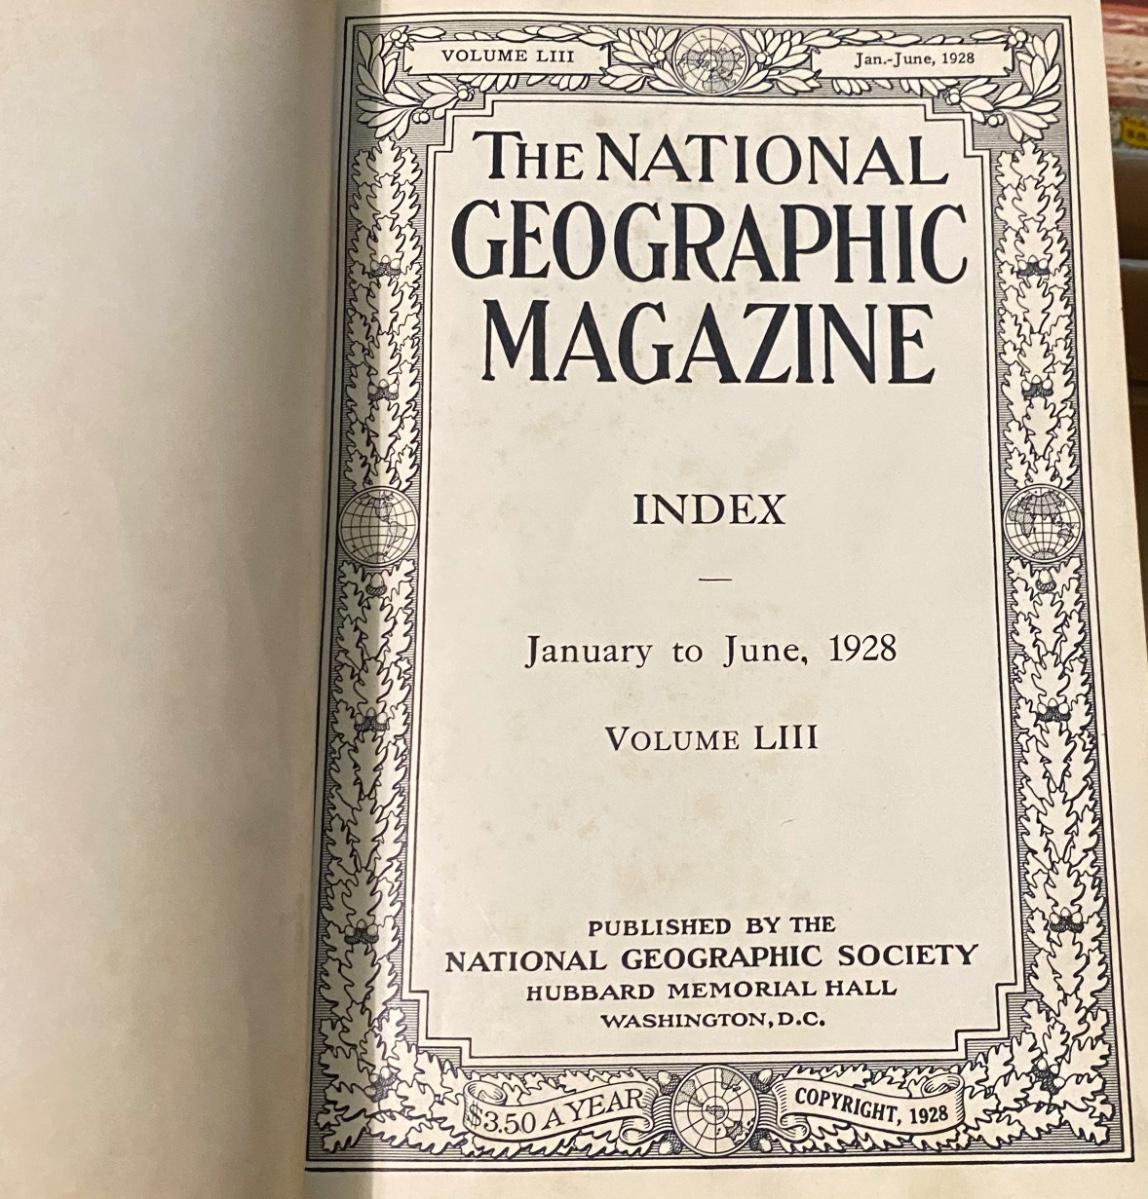 VOLUME LIII
Jan.-June, 1928
THE NATIONAL
GEOGRAPHIC
MAGAZINE
INDEX
January to June, 1928
VOLUME LIII
PUBLISHED BY THE
NATIONAL GEOGRAPHIC SOCIETY
HUBBARD MEMORIAL HALL
WASHINGTON, D.C.
$3.50 A YEAR
COPYRIGHT, 1928